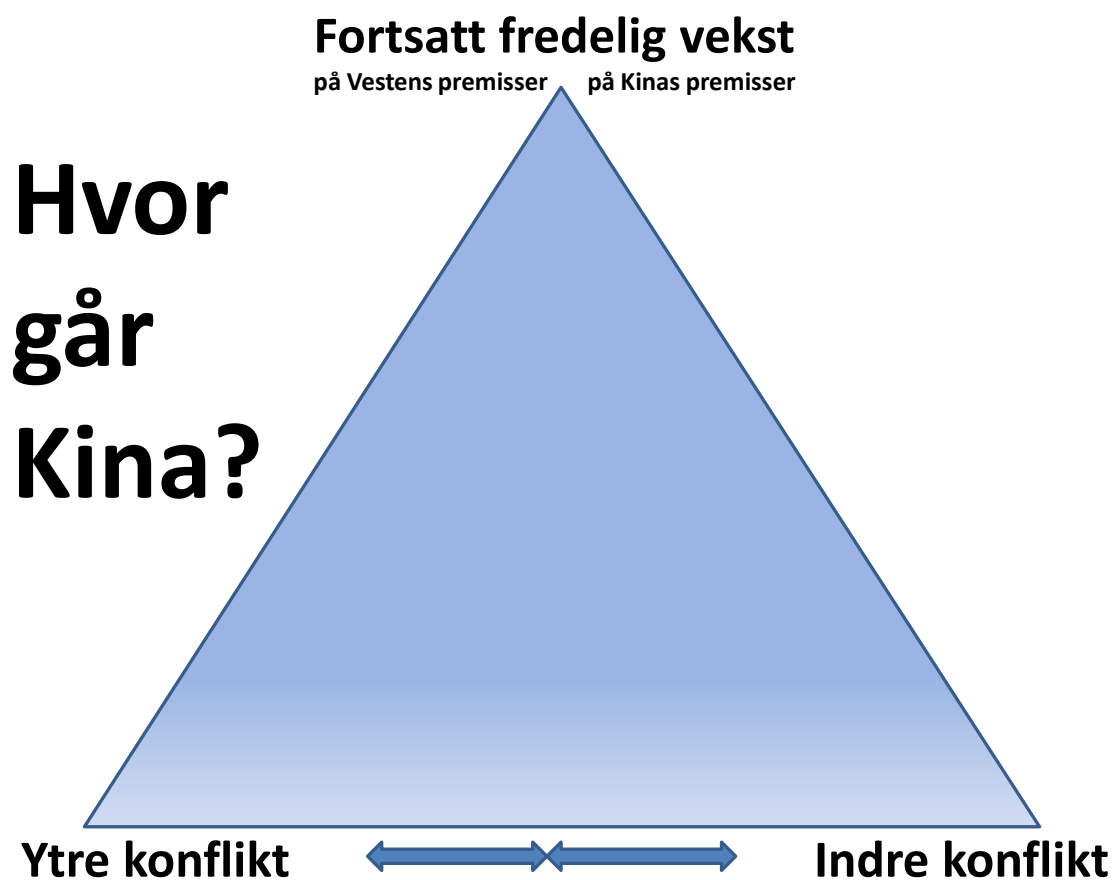 Fortsatt fredelig vekst
på Vestens premisser på Kinas premisser
Hvor
går
Kina?
Ytre konflikt Indre konflikt